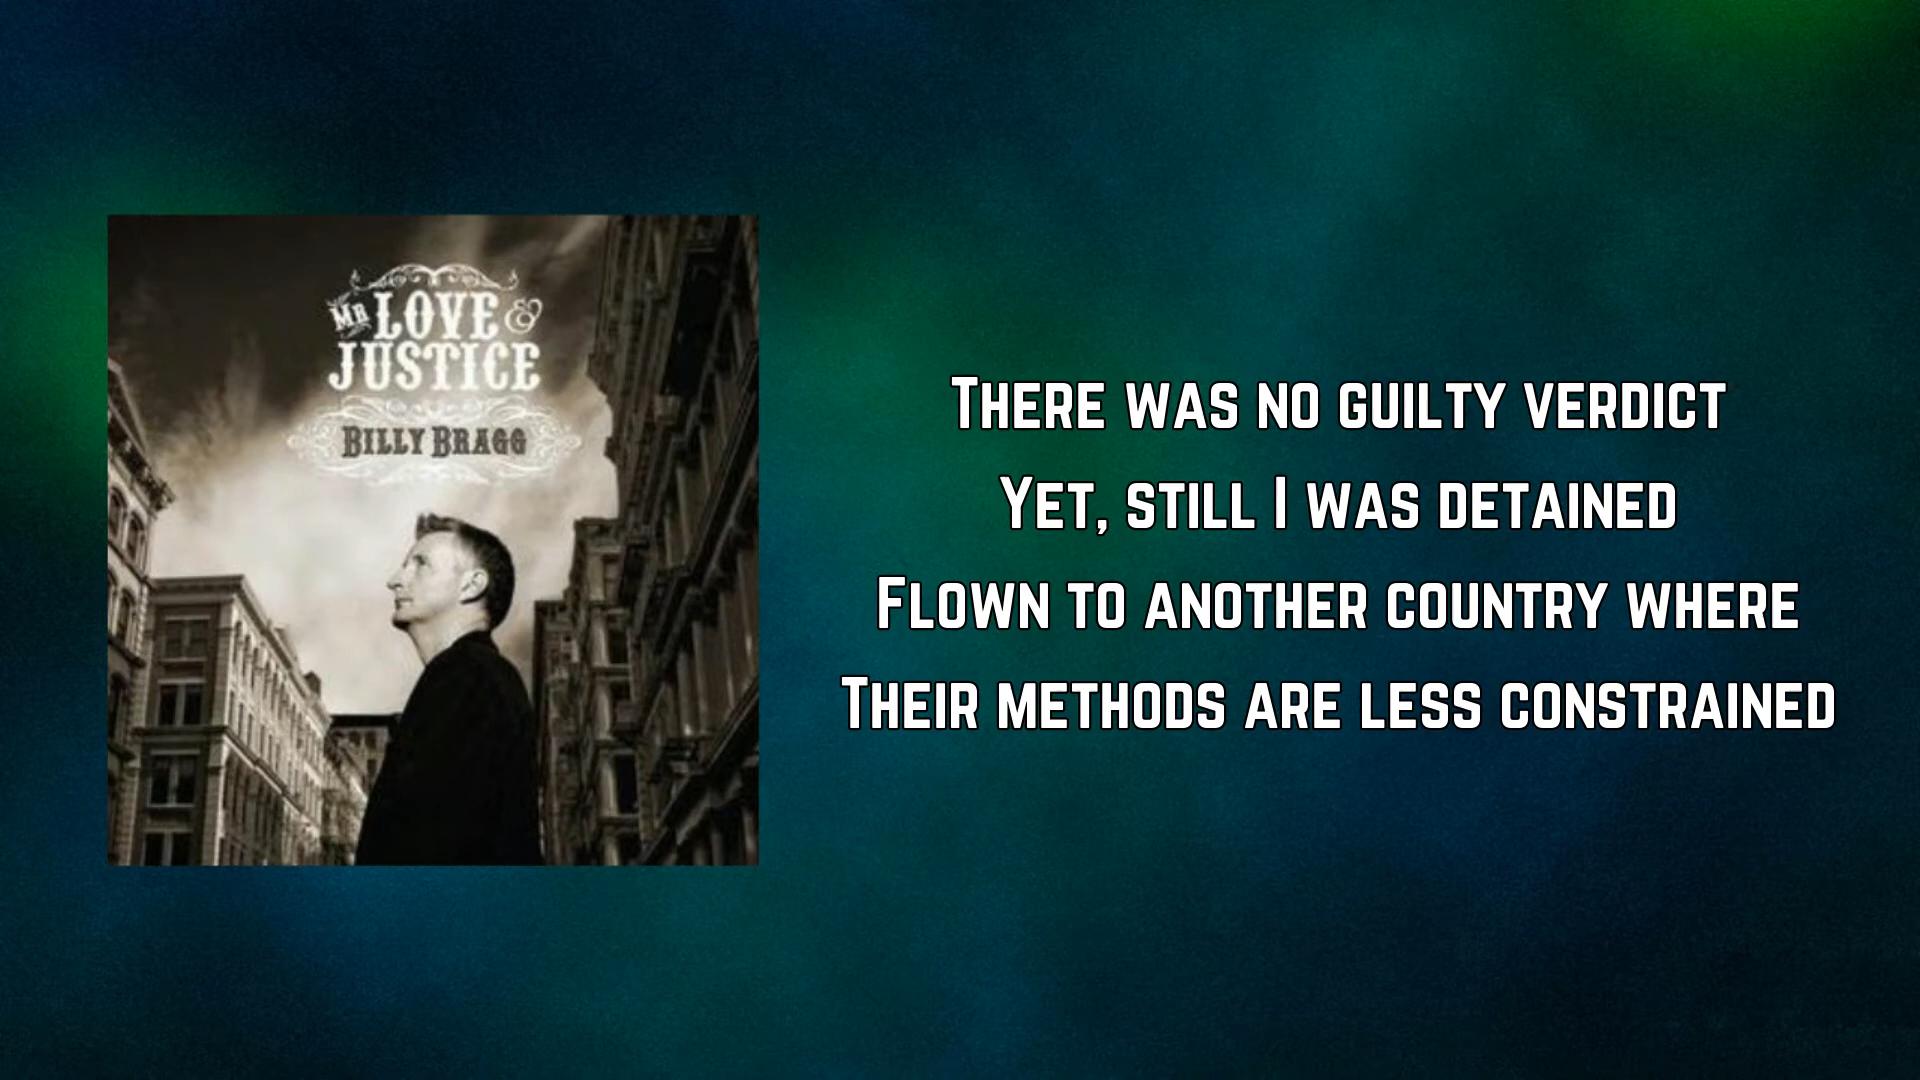 Mr LOVE &
JUSTICE
BILLY BRAGG
There was no guilty verdict
Yet, still I was detained
Flown to another country where
Their methods are less constrained